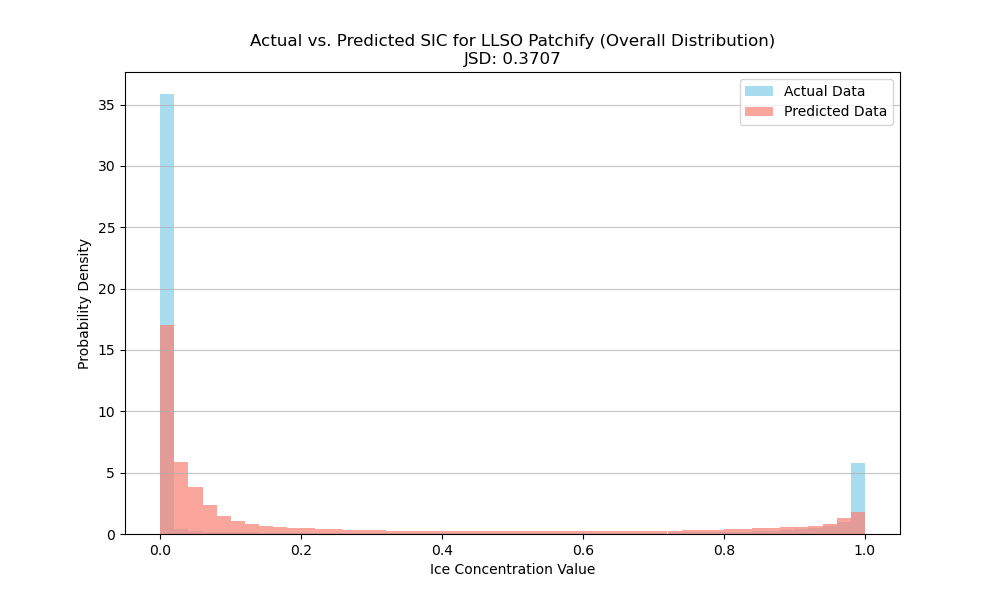 Actual vs. Predicted SIC for LLSO Patchify (Overall Distribution)
JSD: 0.3707
Actual Data
Predicted Data
Probability Density
35
30
25
20
15
10
5
0
0.0 0.2 0.4 0.6 0.8 1.0
Ice Concentration Value